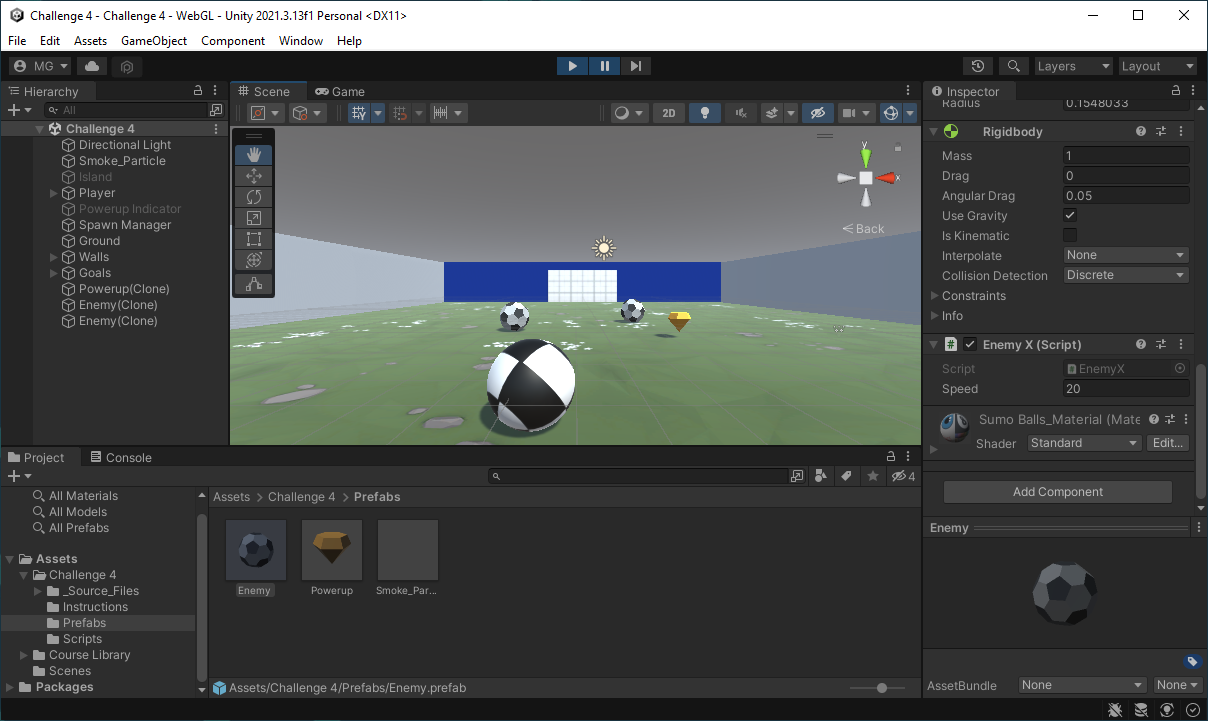 Challenge 4 - Challenge 4 - WebGL - Unity 2021.3.13f1 Personal <DX11>
File Edit Assets GameObject Component Window Help
MG Layers Layout
Hierarchy
All
Challenge 4
Directional Light
Smoke_Particle
Island
Player
Powerup Indicator
Spawn Manager
Ground
Walls
Goals
Powerup(Clone)
Enemy(Clone)
Enemy(Clone)
Scene Game
2D
y
x
< Back
Inspector
Radius 0.1548033
Rigidbody
Mass 1
Drag 0
Angular Drag 0.05
Use Gravity
Is Kinematic
Interpolate None
Collision Detection Discrete
Constraints
Info
# Enemy X (Script)
Script EnemyX
Speed 20
Sumo Balls_Material (Mate
Shader Standard Edit...
Add Component
Enemy
AssetBundle None None
Project Console
4
All Materials
All Models
All Prefabs
Assets
Challenge 4
_Source_Files
Instructions
Prefabs
Scripts
Course Library
Scenes
Packages
Assets > Challenge 4 > Prefabs
Enemy Powerup Smoke_Par...
Assets/Challenge 4/Prefabs/Enemy.prefab